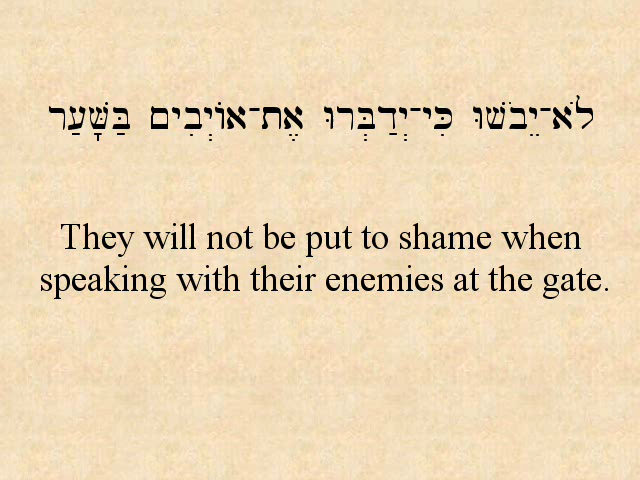 לֹא־יֵבֹשׁוּ כִּי־יְדַבְּרוּ אֶת־אוֹיְבִים בַּשָּׁעַר
They will not be put to shame when
speaking with their enemies at the gate.